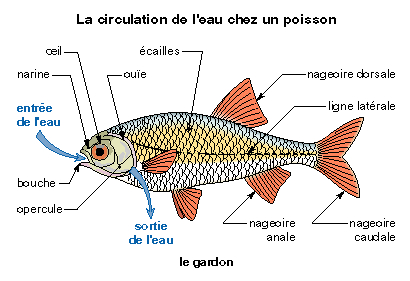 La circulation de l'eau chez un poisson
œil
écailles
narine
ouïe
nageoire dorsale
entrée
de l'eau
ligne latérale
bouche
opercule
sortie
de l'eau
nageoire
anale
nageoire
caudale
le gardon